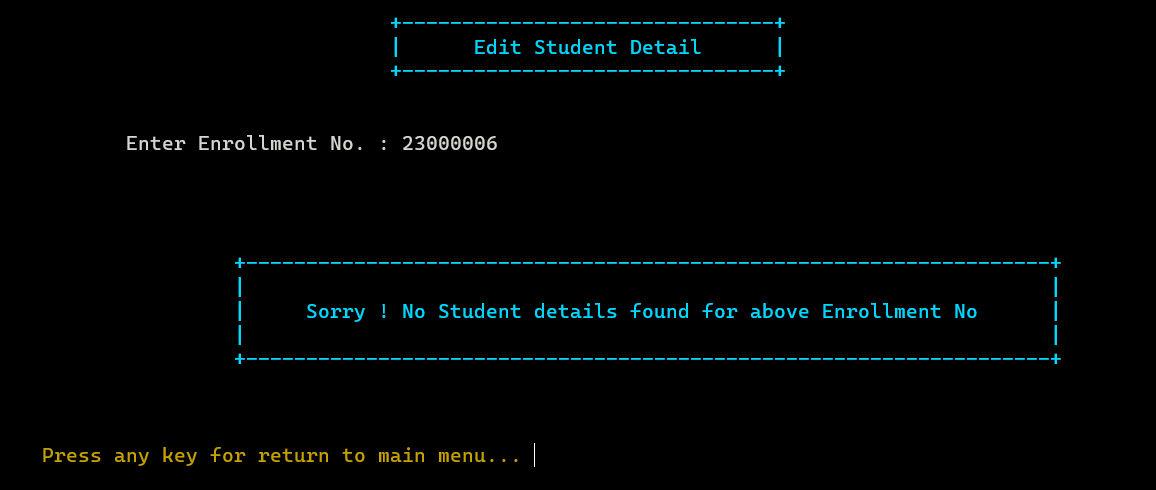 Edit Student Detail
Enter Enrollment No. : 23000006
Sorry ! No Student details found for above Enrollment No
Press any key for return to main menu...